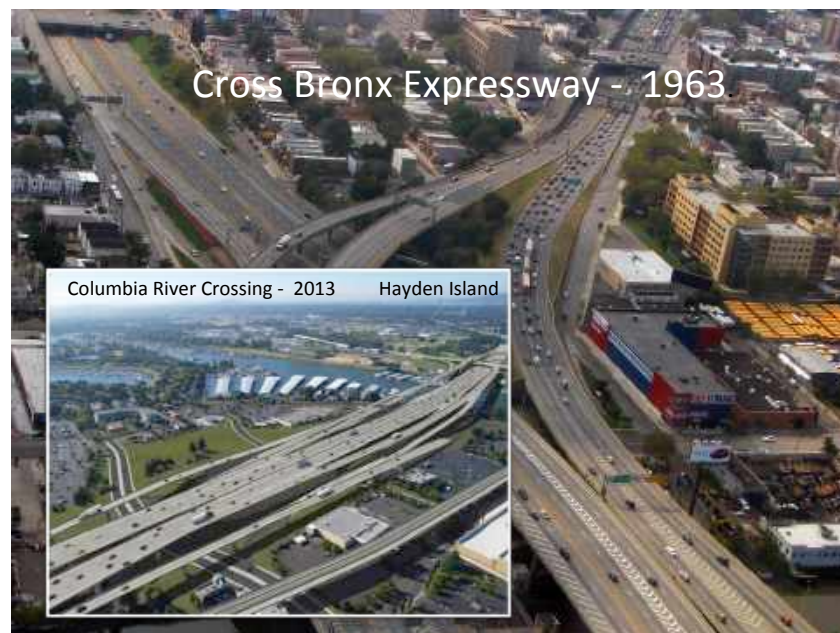 Cross Bronx Expressway - 1963.
Columbia River Crossing - 2013 Hayden Island